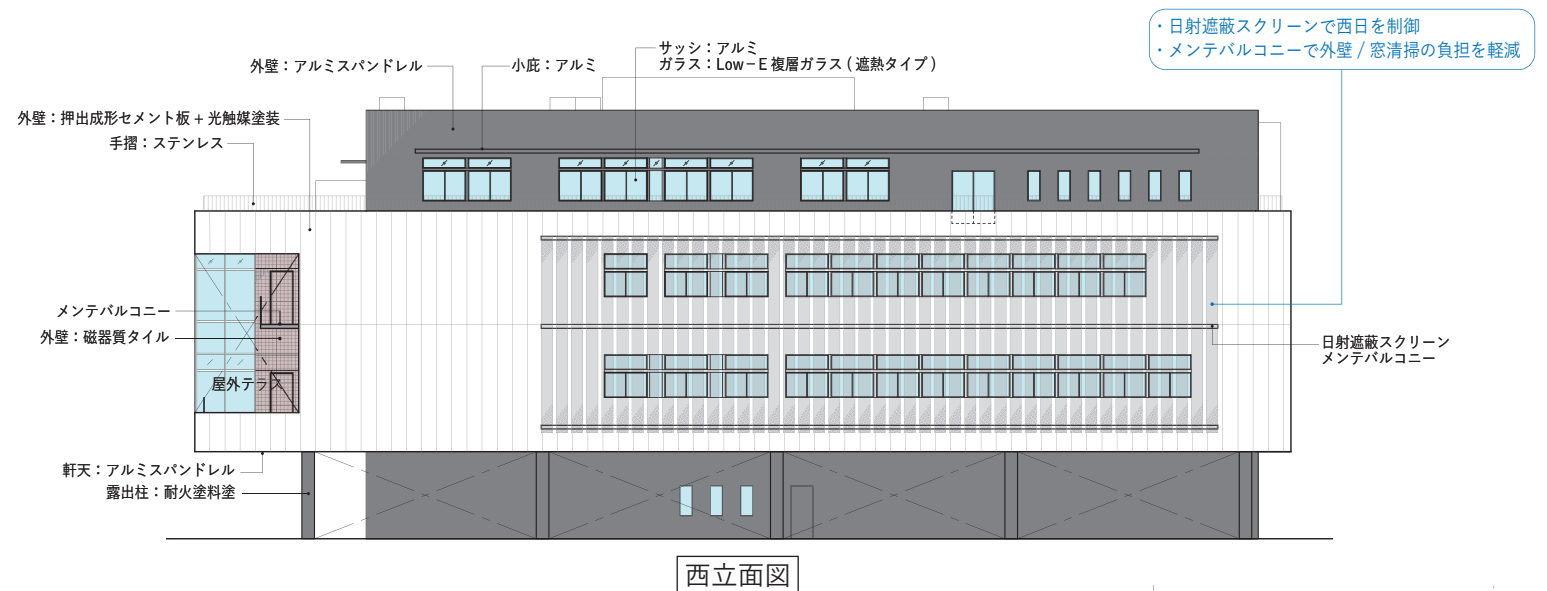 ・日射遮蔽スクリーンで西日を制御
・メンテバルコニーで外壁 / 窓清掃の負担を軽減
サッシ：アルミ
ガラス：Low－E 複層ガラス ( 遮熱タイプ )
外壁：アルミスパンドレル
小庇：アルミ
外壁：押出成形セメント板 + 光触媒塗装
手摺：ステンレス
メンテバルコニー
外壁：磁器質タイル
日射遮蔽スクリーン
メンテバルコニー
屋外テラス
軒天：アルミスパンドレル
露出柱：耐火塗料塗
西立面図